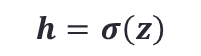 h = σ(z)